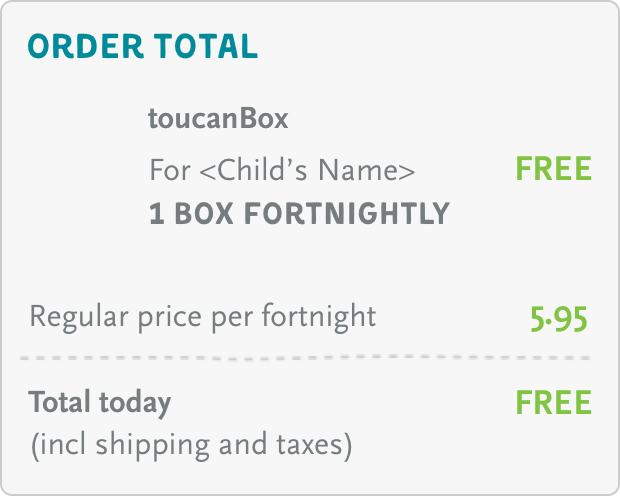 ORDER TOTAL
toucanBox
For <Child's Name> FREE
1 BOX FORTNIGHTLY
Regular price per fortnight 5.95
Total today FREE
(incl shipping and taxes)